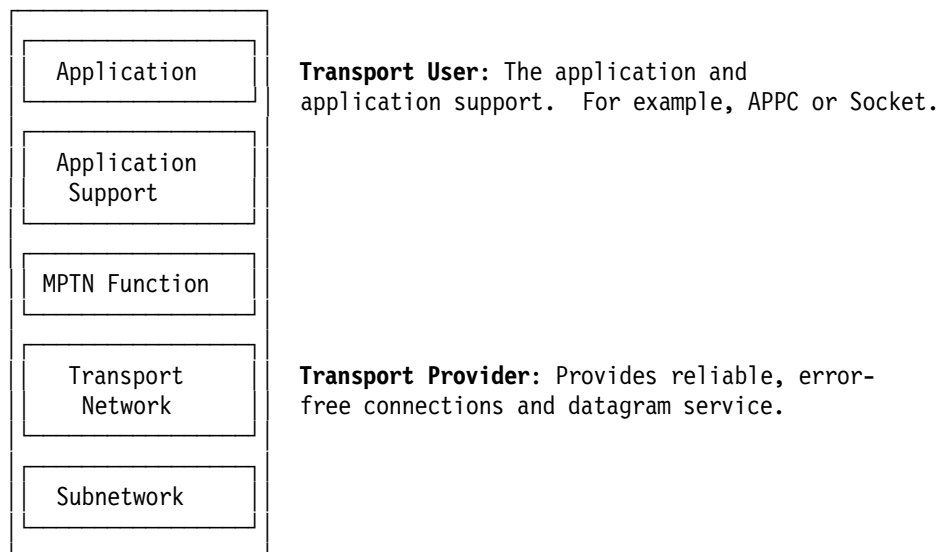 Application
Transport User: The application and
application support. For example, APPC or Socket.
Application
Support
MPTN Function
Transport
Network
Transport Provider: Provides reliable, error-
free connections and datagram service.
Subnetwork